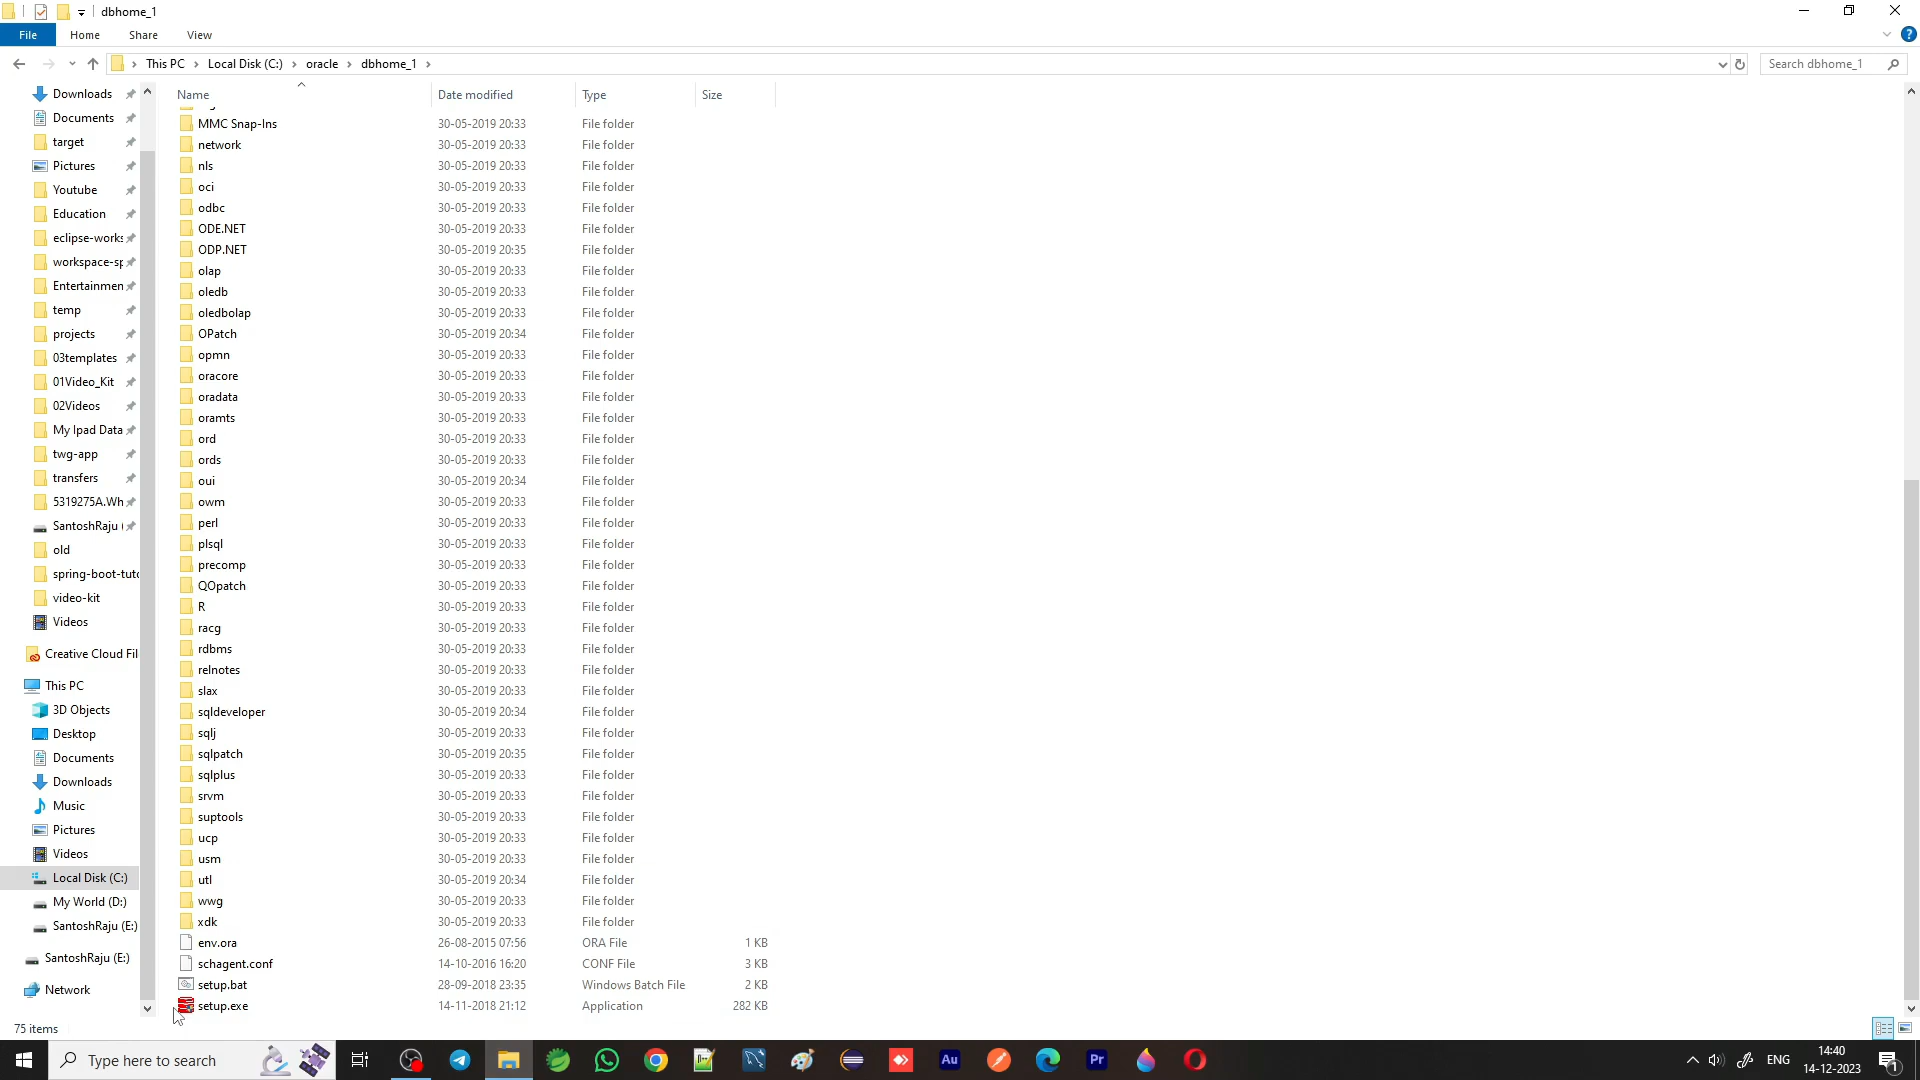 dbhome_1
File Home Share View
This PC Local Disk (C:) oracle dbhome_1
Search dbhome_1
Downloads
Documents
target
Pictures
Youtube
Education
eclipse-works
workspace-sp
Entertainmen
temp
projects
03templates
01Video_Kit
02Videos
My Ipad Data
twg-app
transfers
5319275A.Wh
SantoshRaju (
old
spring-boot-tuto
video-kit
Videos
Creative Cloud Fil
This PC
3D Objects
Desktop
Documents
Downloads
Music
Pictures
Videos
Local Disk (C:)
My World (D:)
SantoshRaju (E:)
SantoshRaju (E:)
Network
Name Date modified Type Size
MMC Snap-Ins 30-05-2019 20:33 File folder
network 30-05-2019 20:33 File folder
nls 30-05-2019 20:33 File folder
oci 30-05-2019 20:33 File folder
odbc 30-05-2019 20:33 File folder
ODE.NET 30-05-2019 20:33 File folder
ODP.NET 30-05-2019 20:35 File folder
olap 30-05-2019 20:33 File folder
oledb 30-05-2019 20:33 File folder
oledbolap 30-05-2019 20:33 File folder
OPatch 30-05-2019 20:34 File folder
opmn 30-05-2019 20:33 File folder
oracore 30-05-2019 20:33 File folder
oradata 30-05-2019 20:33 File folder
oramts 30-05-2019 20:33 File folder
ord 30-05-2019 20:33 File folder
ords 30-05-2019 20:33 File folder
oui 30-05-2019 20:34 File folder
owm 30-05-2019 20:33 File folder
perl 30-05-2019 20:33 File folder
plsql 30-05-2019 20:33 File folder
precomp 30-05-2019 20:33 File folder
QOpatch 30-05-2019 20:33 File folder
R 30-05-2019 20:33 File folder
racg 30-05-2019 20:33 File folder
rdbms 30-05-2019 20:33 File folder
relnotes 30-05-2019 20:33 File folder
slax 30-05-2019 20:33 File folder
sqldeveloper 30-05-2019 20:34 File folder
sqlj 30-05-2019 20:33 File folder
sqlpatch 30-05-2019 20:35 File folder
sqlplus 30-05-2019 20:33 File folder
srvm 30-05-2019 20:33 File folder
suptools 30-05-2019 20:33 File folder
ucp 30-05-2019 20:33 File folder
usm 30-05-2019 20:33 File folder
utl 30-05-2019 20:34 File folder
wwg 30-05-2019 20:33 File folder
xdk 30-05-2019 20:33 File folder
env.ora 26-08-2015 07:56 ORA File 1 KB
schagent.conf 14-10-2016 16:20 CONF File 3 KB
setup.bat 28-09-2018 23:35 Windows Batch File 2 KB
setup.exe 14-11-2018 21:12 Application 282 KB
75 items
Type here to search
Au
Pr
ENG
14:40
14-12-2023
1